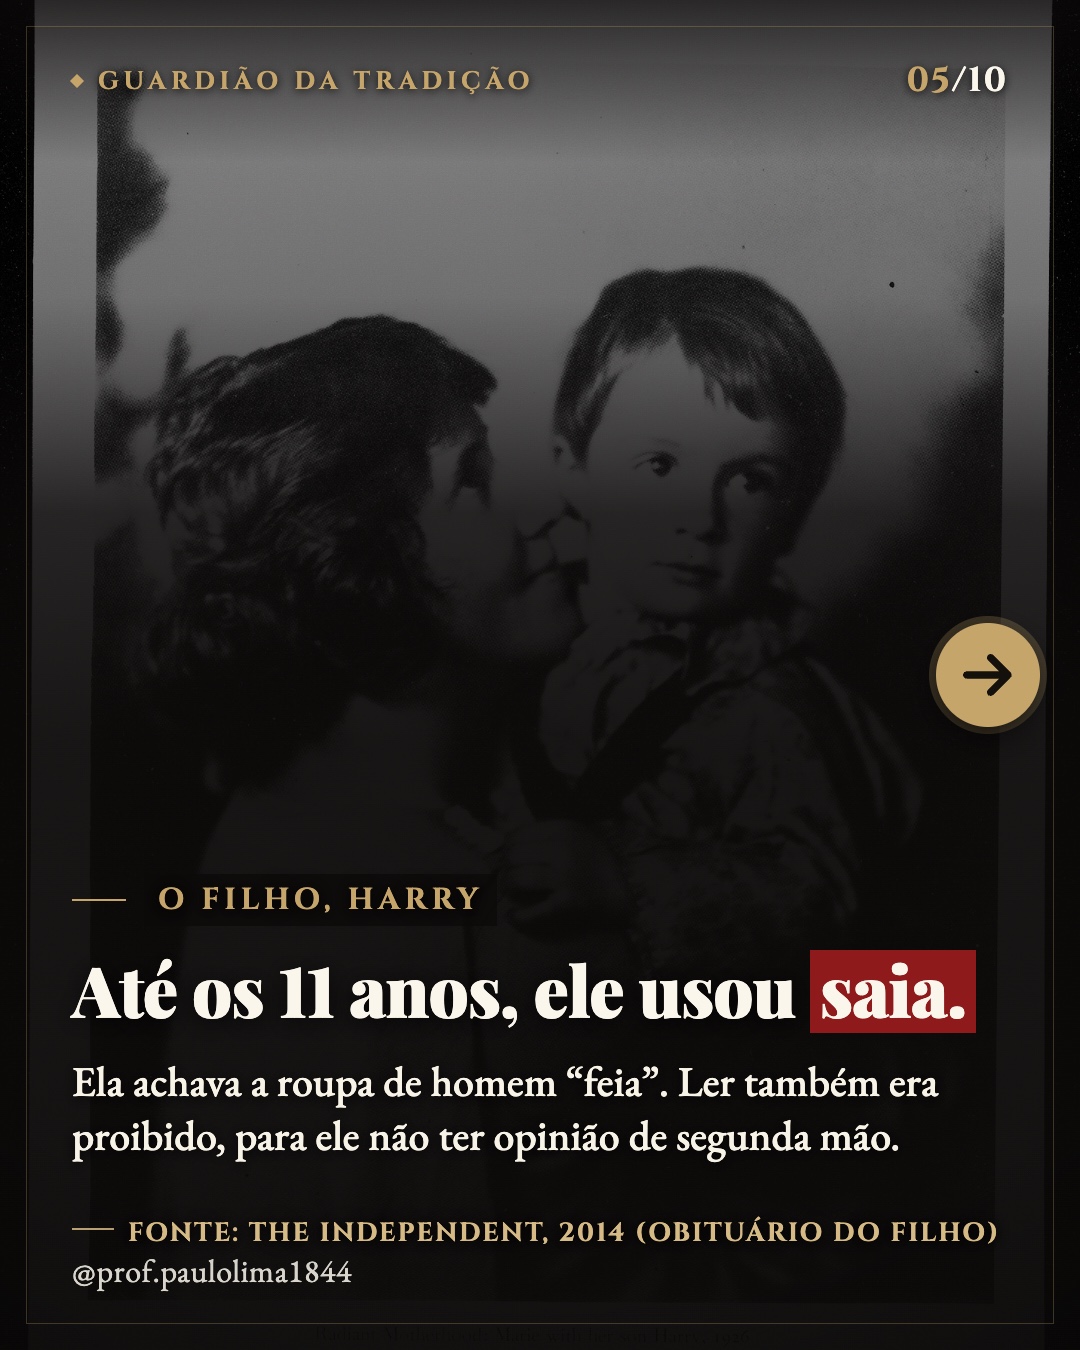 GUARDIÃO DA TRADIÇÃO
05/10
O FILHO, HARRY
Até os 11 anos, ele usou saia.
Ela achava a roupa de homem “feia”. Ler também era
proibido, para ele não ter opinião de segunda mão.
FONTE: THE INDEPENDENT, 2014 (OBITUÁRIO DO FILHO)
@prof.paulolima1844